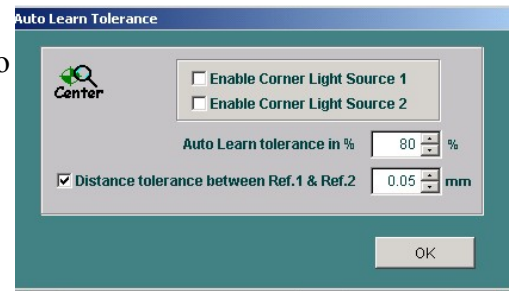 Auto Learn Tolerance
o
Center
Enable Corner Light Source 1
Enable Corner Light Source 2
Auto Learn tolerance in % 80 %
Distance tolerance between Ref.1 & Ref.2 0.05 mm
OK